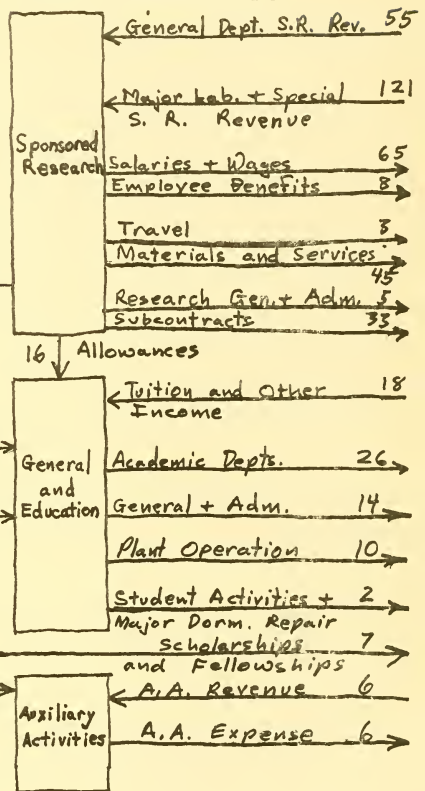 General Dept. S.R. Rev. 55
Major Lab. + Special 121
S. R. Revenue
Sponsored
Research
Salaries + Wages 65
Employee Benefits 8
Travel 3
Materials and Services
45
Research Gen. + Adm. 5
Subcontracts 33
16 Allowances
Tuition and Other 18
Income
General
and
Education
Academic Depts. 26
General + Adm. 14
Plant Operation 10
Student Activities + 2
Major Dorm. Repair
Scholarships 7
and Fellowships
Auxiliary
Activities
A.A. Revenue 6
A.A. Expense 6